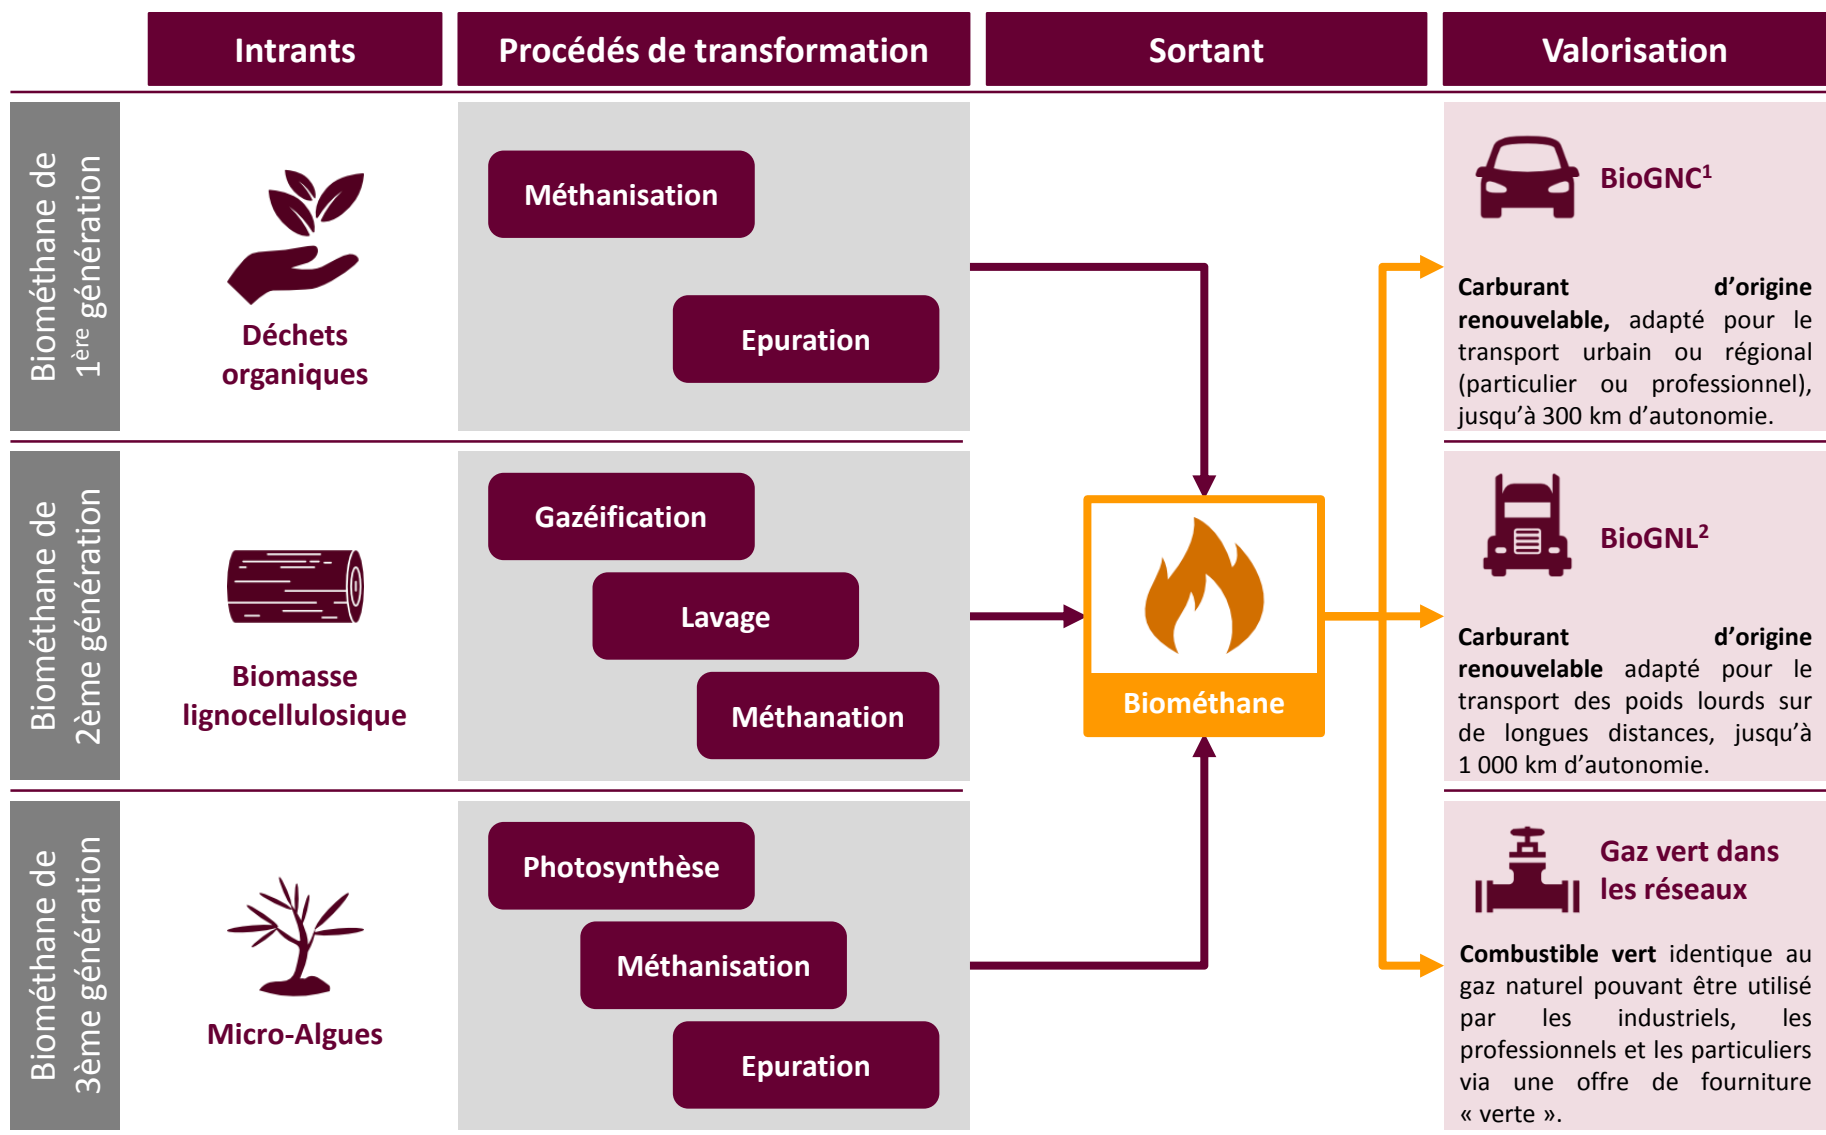 Intrants
Procédés de transformation
Sortant
Valorisation
Biométhane de
1ère génération
Déchets
organiques
Méthanisation
Epuration
BioGNC¹
Carburant d’origine
renouvelable, adapté pour le
transport urbain ou régional
(particulier ou professionnel),
jusqu’à 300 km d’autonomie.
Biométhane de
2ème génération
Biomasse
lignocellulosique
Gazéification
Lavage
Méthanation
Biométhane
BioGNL²
Carburant d’origine
renouvelable adapté pour le
transport des poids lourds sur
de longues distances, jusqu’à
1 000 km d’autonomie.
Biométhane de
3ème génération
Micro-Algues
Photosynthèse
Méthanisation
Epuration
Gaz vert dans
les réseaux
Combustible vert identique au
gaz naturel pouvant être utilisé
par les industriels, les
professionnels et les particuliers
via une offre de fourniture
« verte ».